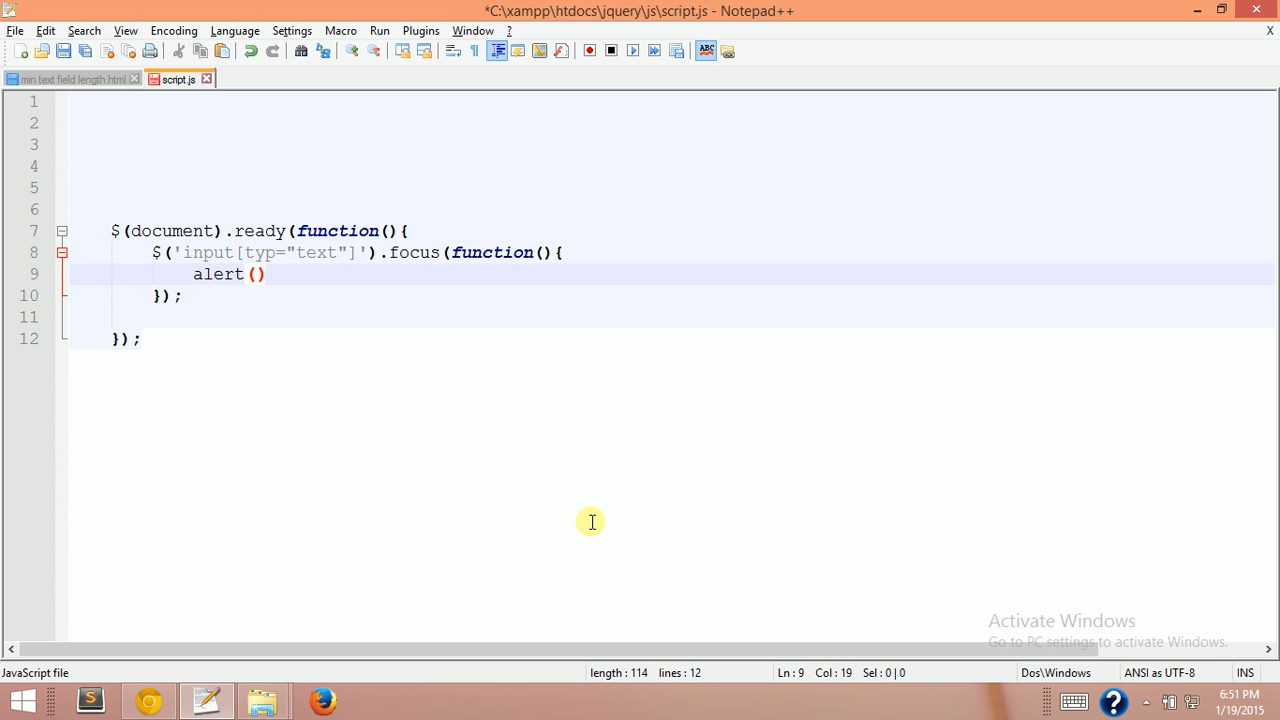 *C:\xampp\htdocs\jquery\js\script.js - Notepad++
File Edit Search View Encoding Language Settings Macro Run Plugins Window ? X
min text field length.html script.js
1
2
3
4
5
6
7 $(document).ready(function(){
8 $('input[typ="text"]').focus(function(){
9 alert()
10 });
11
12 });
Activate Windows
Go to PC settings to activate Windows.
JavaScript file length : 114 lines : 12 Ln : 9 Col : 19 Sel : 0 | 0 Dos\Windows ANSI as UTF-8 INS
6:51 PM
1/19/2015